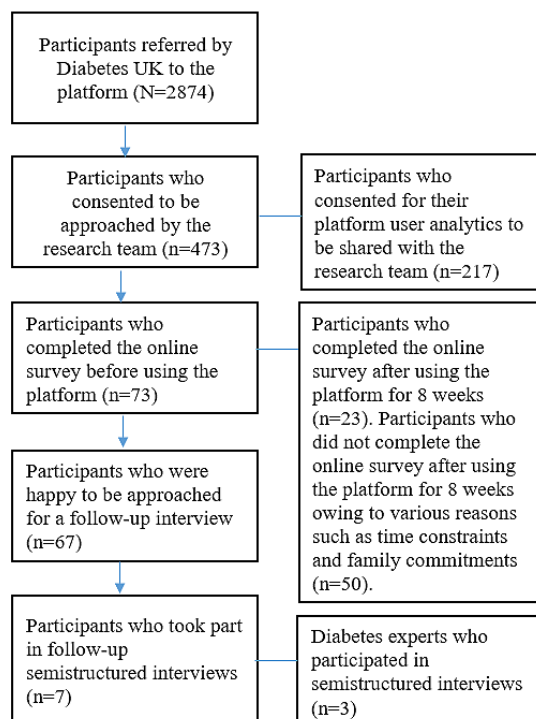 Participants referred by
Diabetes UK to the
platform (N=2874)
Participants who
consented to be
approached by the
research team (n=473)
Participants who
consented for their
platform user analytics to
be shared with the
research team (n=217)
Participants who
completed the online
survey before using the
platform (n=73)
Participants who
completed the online
survey after using the
platform for 8 weeks
(n=23). Participants who
did not complete the
online survey after using
the platform for 8 weeks
owing to various reasons
such as time constraints
and family commitments
(n=50).
Participants who were
happy to be approached
for a follow-up interview
(n=67)
Participants who took part
in follow-up
semistructured interviews
(n=7)
Diabetes experts who
participated in
semistructured interviews
(n=3)